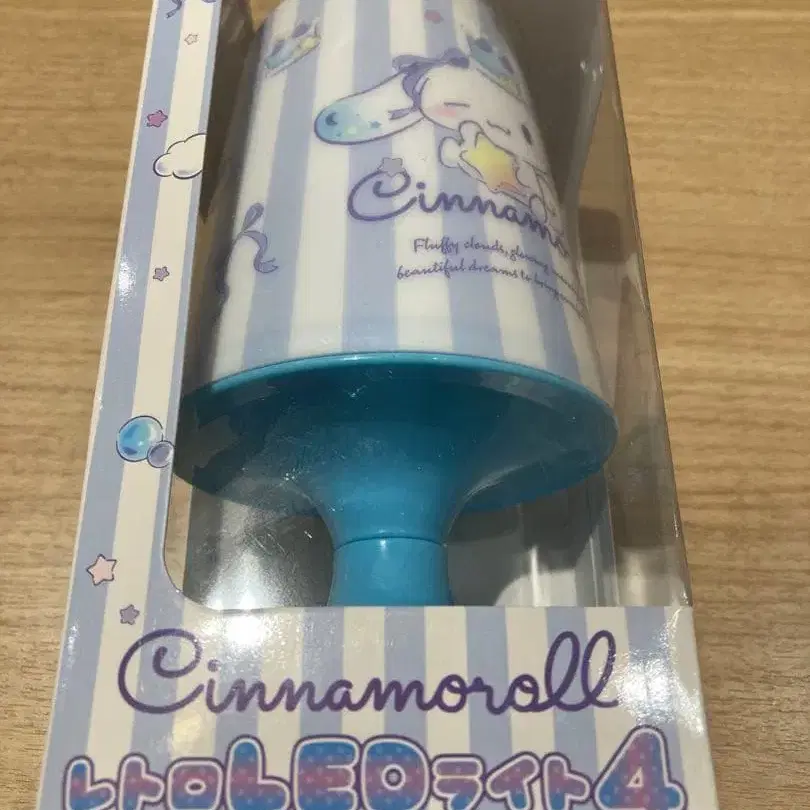 Cinnamo
Fluffy clouds, glowing
beautiful dreams to bring
Cinnamoroll
レトロLEDライト4